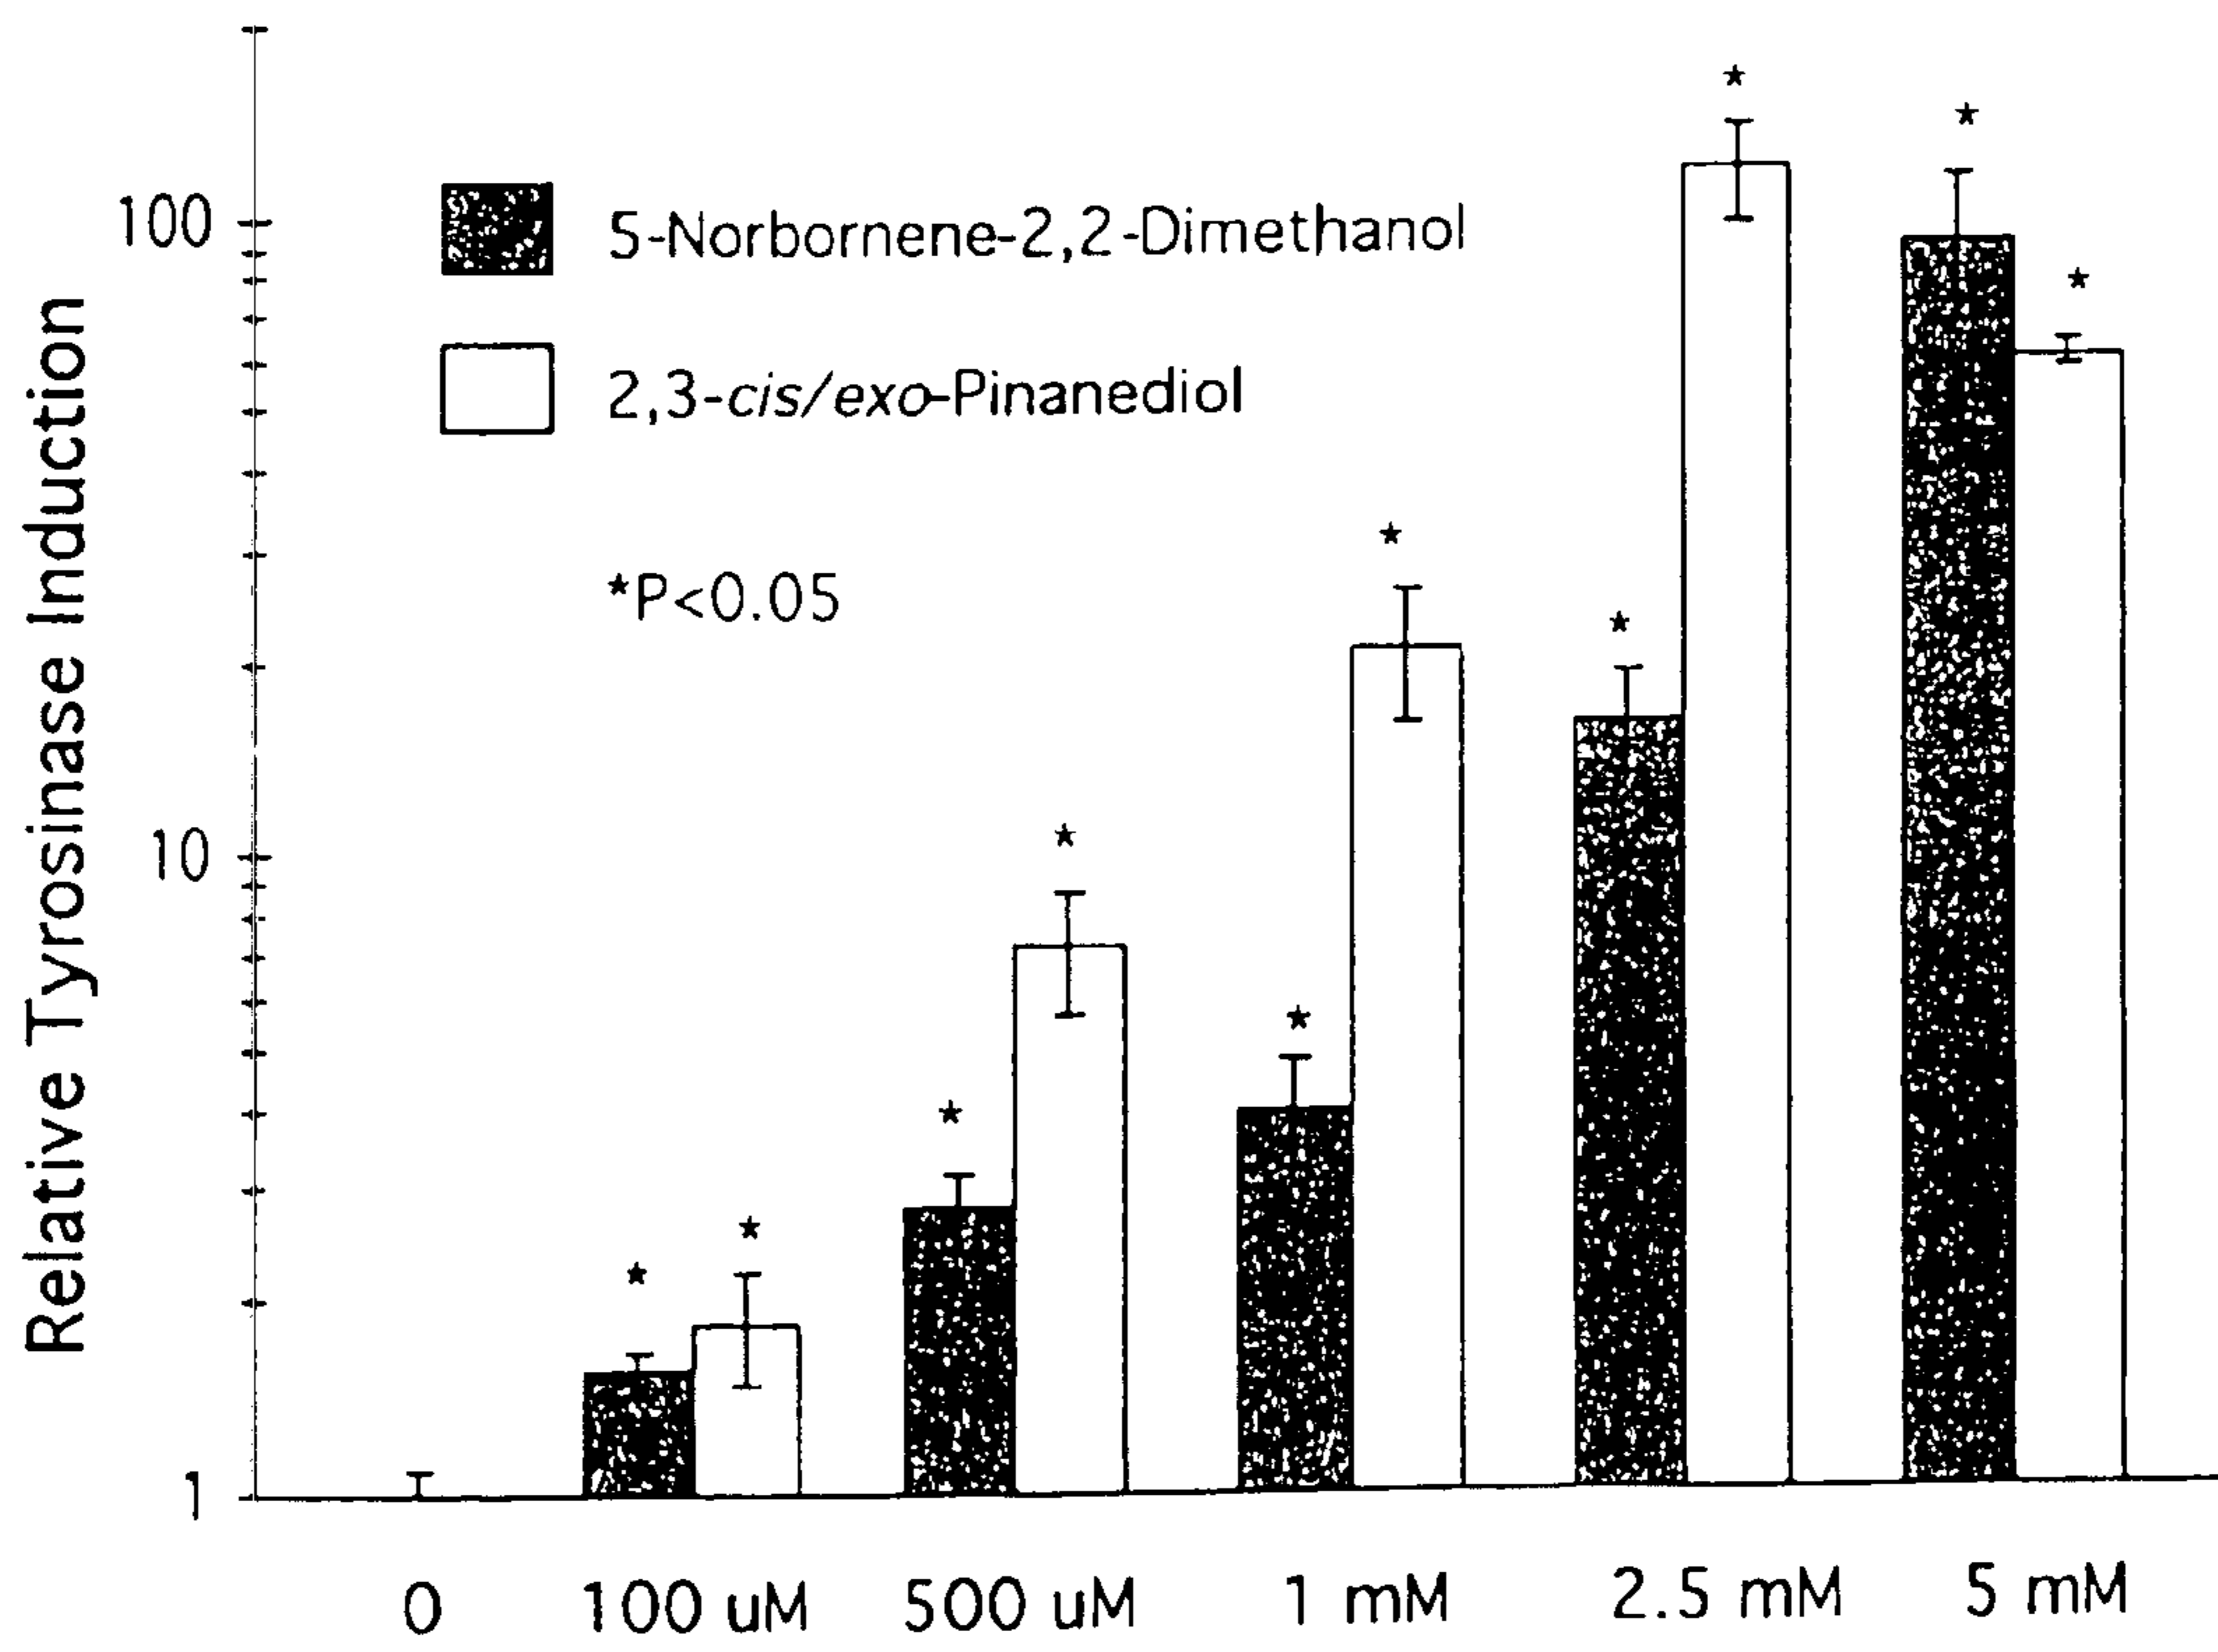 Relative Tyrosinase Induction
100
10
1
5-Norbornene-2,2-Dimethanol
2,3-cis/exo-Pinanediol
*P<0.05
*
*
*
*
*
*
*
*
*
*
0 100 uM 500 uM 1 mM 2.5 mM 5 mM